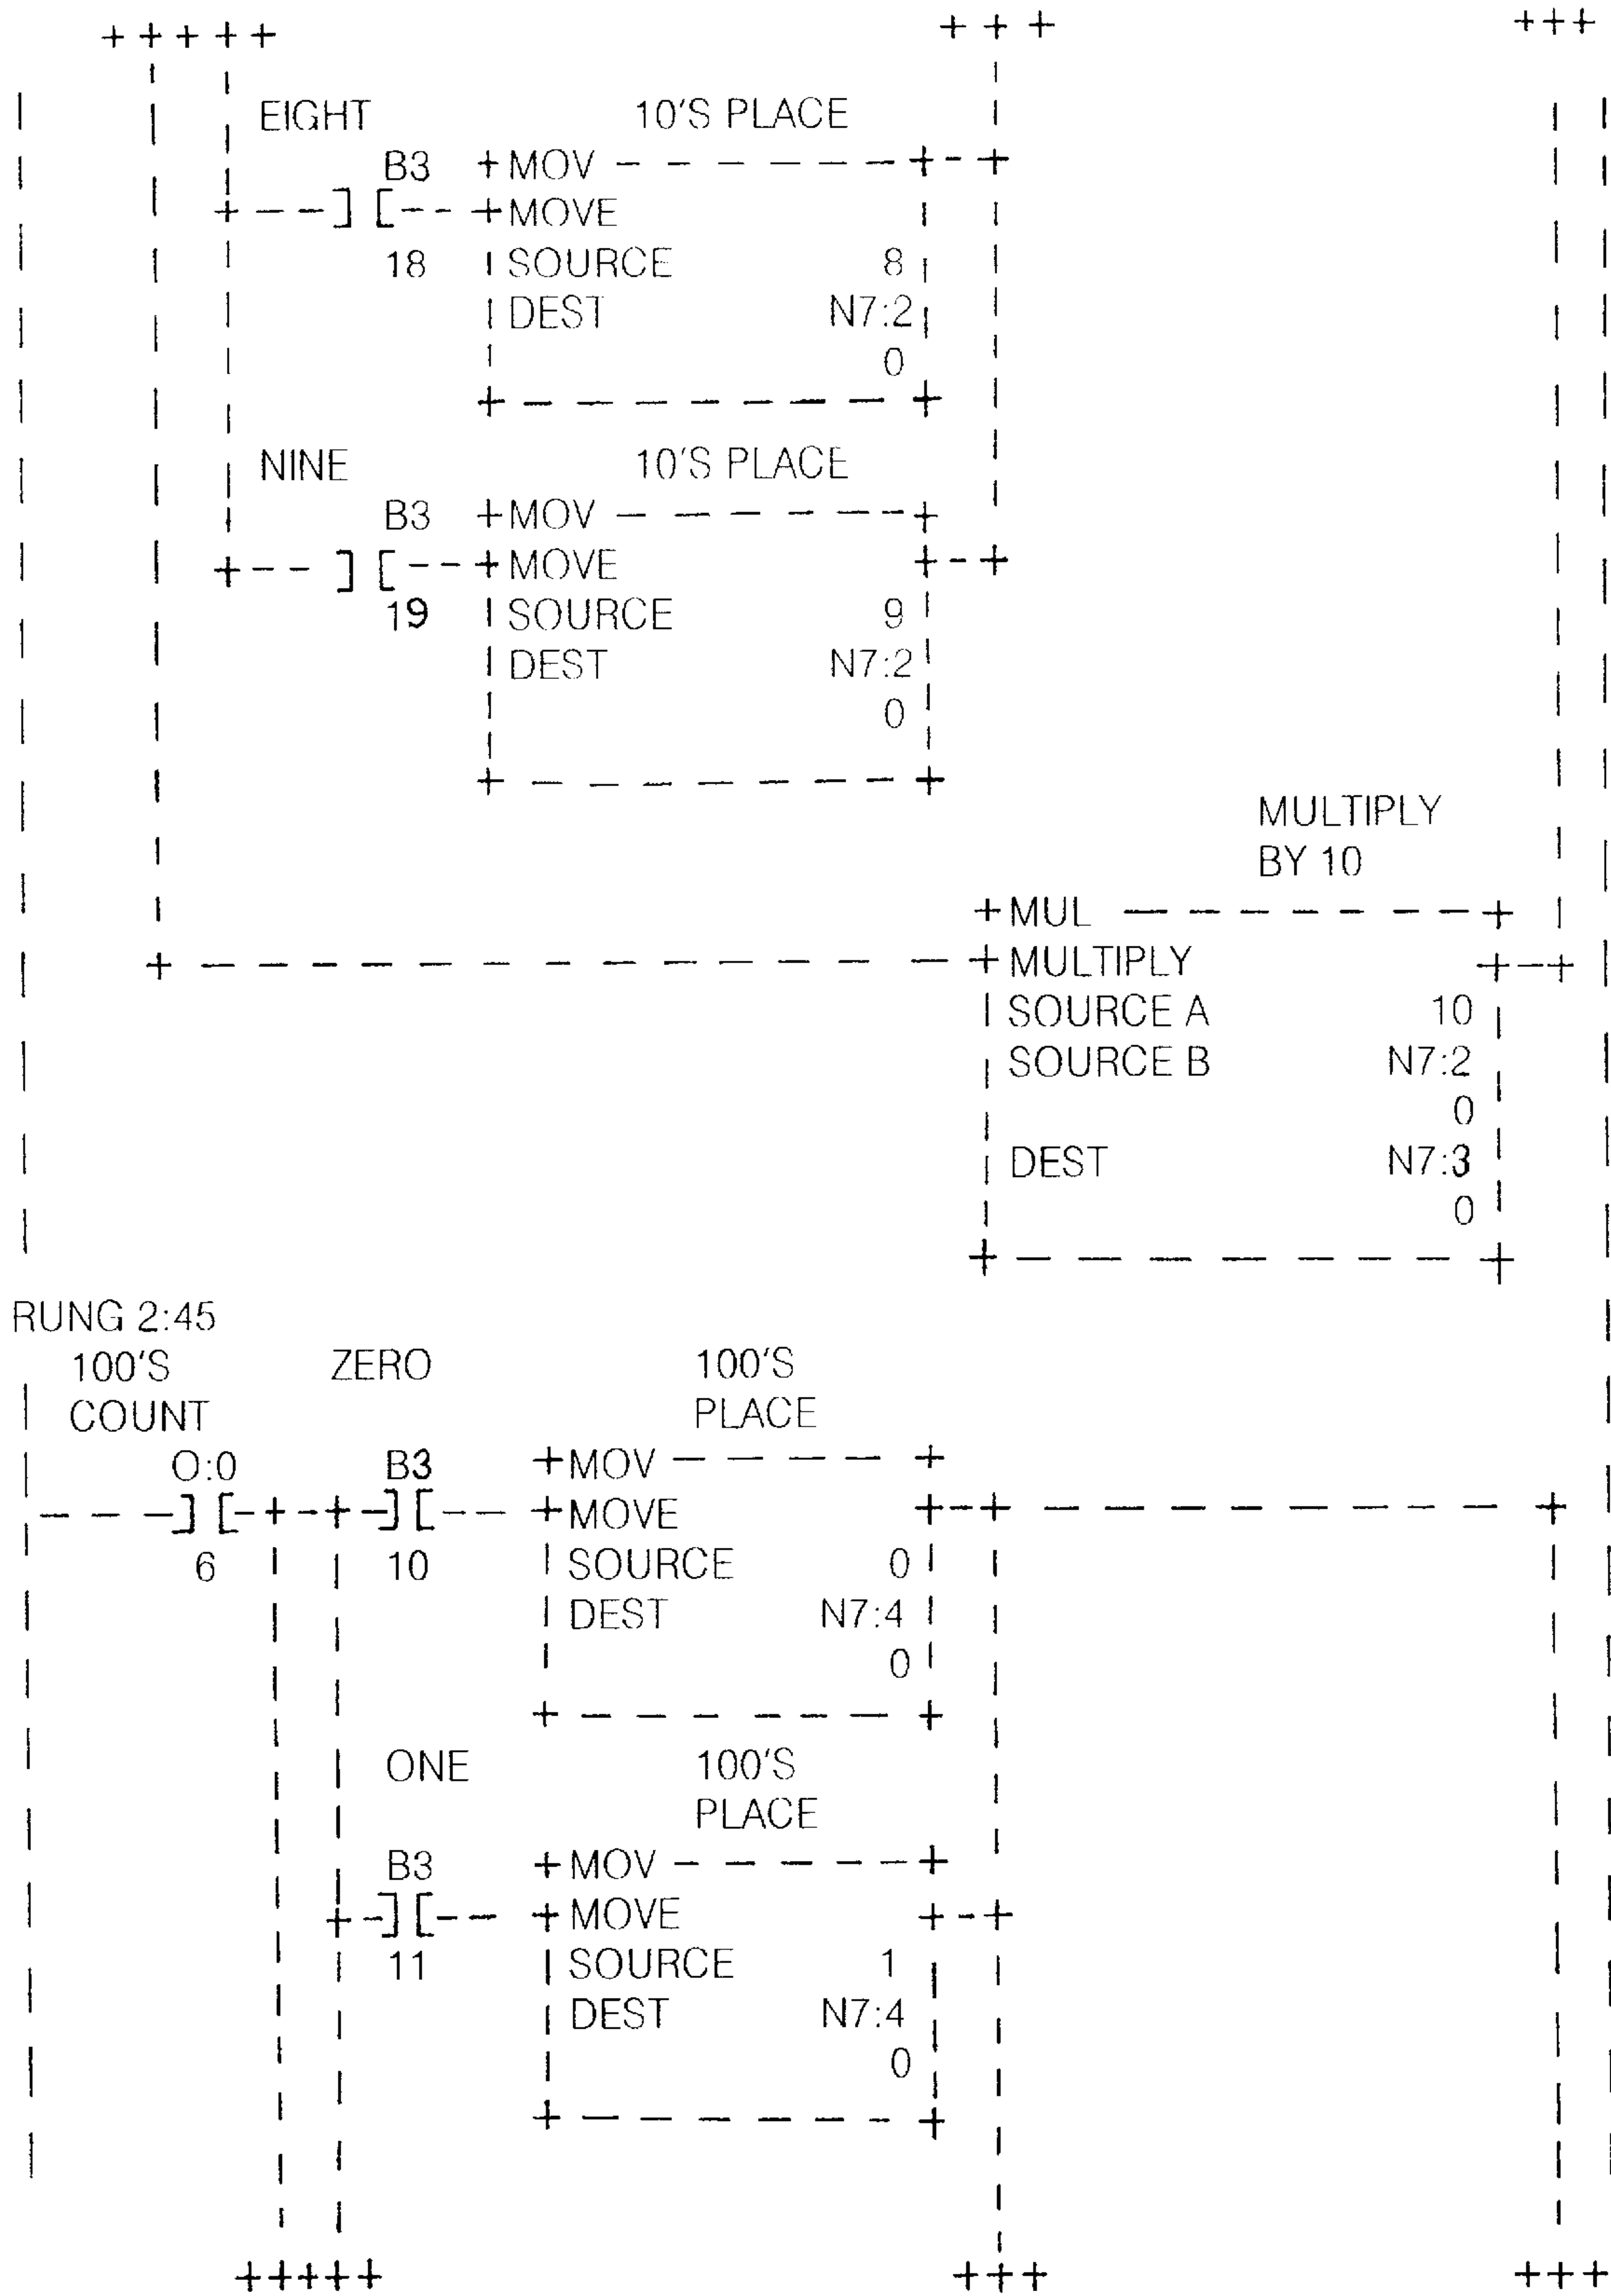 +++++ +++ +++
EIGHT 10'S PLACE
B3 +MOV - - - - - - - +--+
+---] [--- +MOVE
18 SOURCE 8
DEST N7:2
0
+ - - - - - - - +
NINE 10'S PLACE
B3 +MOV - - - - - - - +
+-- ] [--- +MOVE +--+
19 SOURCE 9
DEST N7:2
0
+ - - - - - - - +
MULTIPLY
BY 10
+MUL - - - - - - - +
+ - - - - - - - - - - - - - - +MULTIPLY +--+
SOURCE A 10
SOURCE B N7:2
0
DEST N7:3
0
+ - - - - - - - +
RUNG 2:45
100'S ZERO 100'S
COUNT PLACE
O:0 B3 +MOV - - - - +
- - -] [-+-+-] [--- +MOVE +--+ - - - - - - - - - +
6 10 SOURCE 0
DEST N7:4
0
+ - - - - - - +
ONE 100'S
PLACE
B3 +MOV - - - - - +
+-] [--- +MOVE +--+
11 SOURCE 1
DEST N7:4
0
+ - - - - - - +
+++++ +++ +++